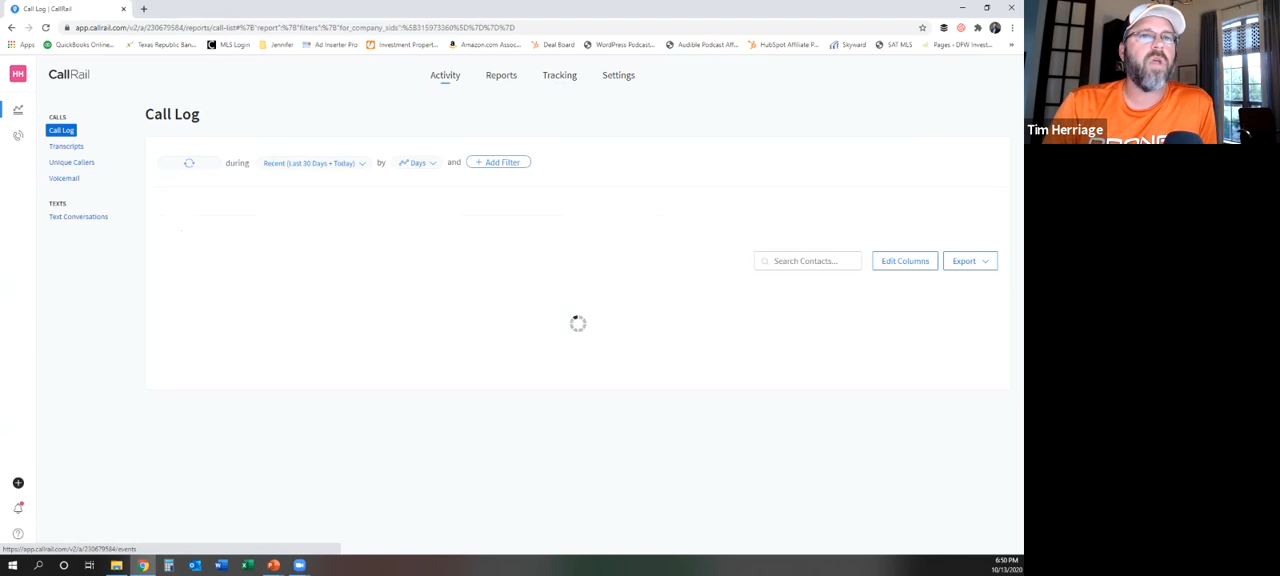 Call Log | CallRail
app.callrail.com/v2/a/230679584/reports/call-list#%7B"report":%7B"filters":%7B"for_company_sids":%5B315973360%5D%7D%7D%7D
Apps QuickBooks Online... Texas Republic Ban... MLS Login Jennifer Ad Inserter Pro Investment Propert... Amazon.com Assoc... Deal Board WordPress Podcast... Audible Podcast Aff... HubSpot Affiliate P... Skyward SAT MLS Pages ‹ DFW Invest... »
HH CallRail Activity Reports Tracking Settings
Tim Herriage
Call Log
CALLS
Call Log
Transcripts
Unique Callers
Voicemail
TEXTS
Text Conversations
during Recent (Last 30 Days + Today) by Days and + Add Filter
Search Contacts... Edit Columns Export
https://app.callrail.com/v2/a/230679584/events
6:50 PM
10/13/2020